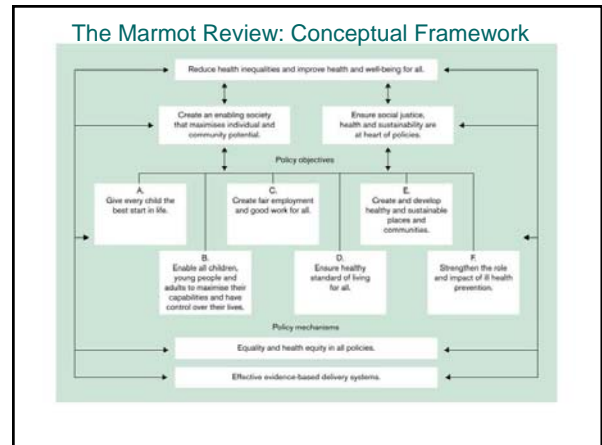 The Marmot Review: Conceptual Framework
Reduce health inequalities and improve health and well-being for all.
Create an enabling society
that maximises individual and
community potential.
Ensure social justice,
health and sustainability are
at heart of policies.
Policy objectives
A.
Give every child the
best start in life.
C.
Create fair employment
and good work for all.
E.
Create and develop
healthy and sustainable
places and
communities.
B.
Enable all children,
young people and
adults to maximise their
capabilities and have
control over their lives.
D.
Ensure healthy
standard of living
for all.
F.
Strengthen the role
and impact of ill health
prevention.
Policy mechanisms
Equality and health equity in all policies.
Effective evidence-based delivery systems.